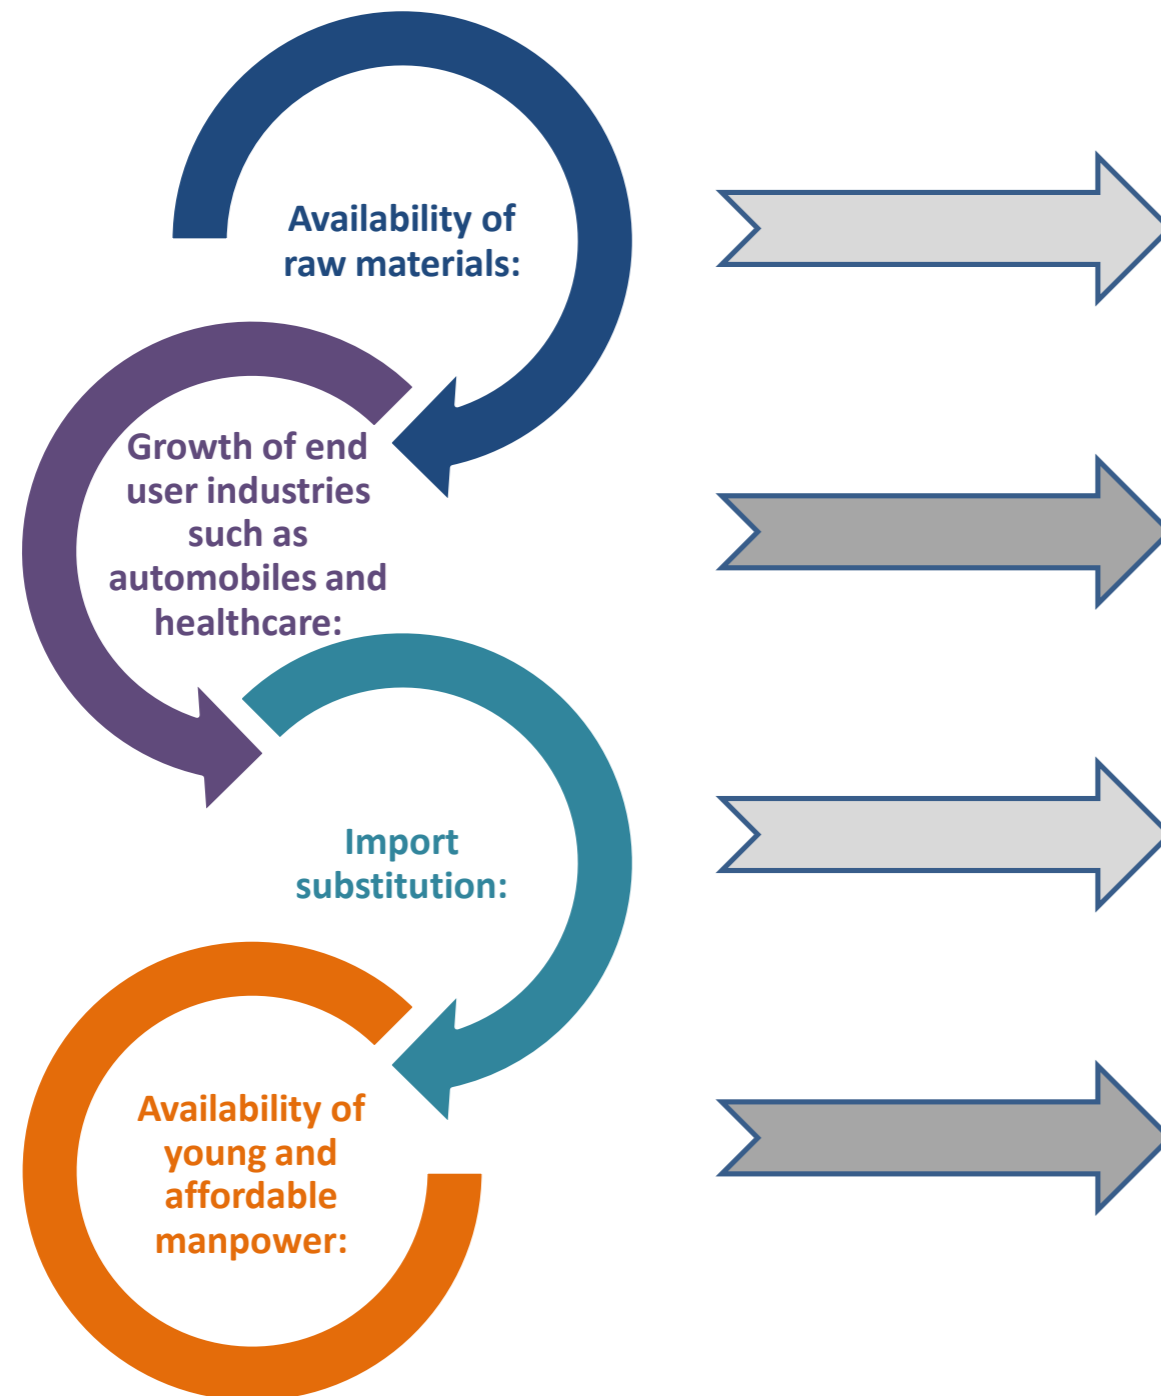 Availability of
raw materials:
Growth of end
user industries
such as
automobiles and
healthcare:
Import
substitution:
Availability of
young and
affordable
manpower: